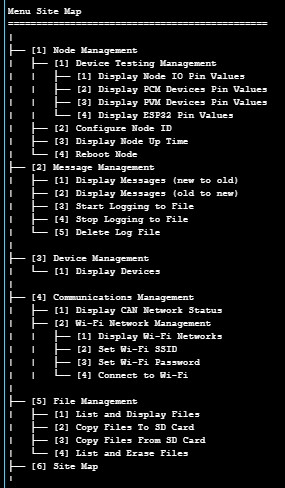 Menu Site Map
==============================================
|
├── [1] Node Management
|   ├── [1] Device Testing Management
|   |   ├── [1] Display Node IO Pin Values
|   |   ├── [2] Display PCM Devices Pin Values
|   |   ├── [3] Display PVM Devices Pin Values
|   |   └── [4] Display ESP32 Pin Values
|   ├── [2] Configure Node ID
|   ├── [3] Display Node Up Time
|   └── [4] Reboot Node
├── [2] Message Management
|   ├── [1] Display Messages (new to old)
|   ├── [2] Display Messages (old to new)
|   ├── [3] Start Logging to File
|   ├── [4] Stop Logging to File
|   └── [5] Delete Log File
|
├── [3] Device Management
|   └── [1] Display Devices
|
├── [4] Communications Management
|   ├── [1] Display CAN Network Status
|   ├── [2] Wi-Fi Network Management
|   |   ├── [1] Display Wi-Fi Networks
|   |   ├── [2] Set Wi-Fi SSID
|   |   ├── [3] Set Wi-Fi Password
|   |   └── [4] Connect to Wi-Fi
|
├── [5] File Management
|   ├── [1] List and Display Files
|   ├── [2] Copy Files To SD Card
|   ├── [3] Copy Files From SD Card
|   └── [4] List and Erase Files
├── [6] Site Map
|